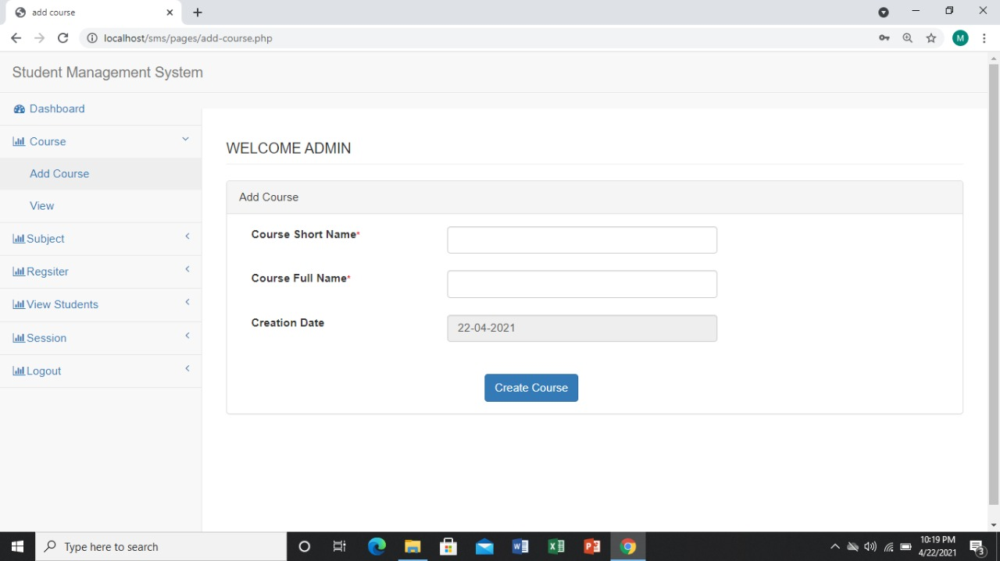 add course
localhost/sms/pages/add-course.php
M
Student Management System
Dashboard
Course
Add Course
View
Subject
Regsiter
View Students
Session
Logout
WELCOME ADMIN
Add Course
Course Short Name*
Course Full Name*
Creation Date
22-04-2021
Create Course
Type here to search
10:19 PM
4/22/2021
3